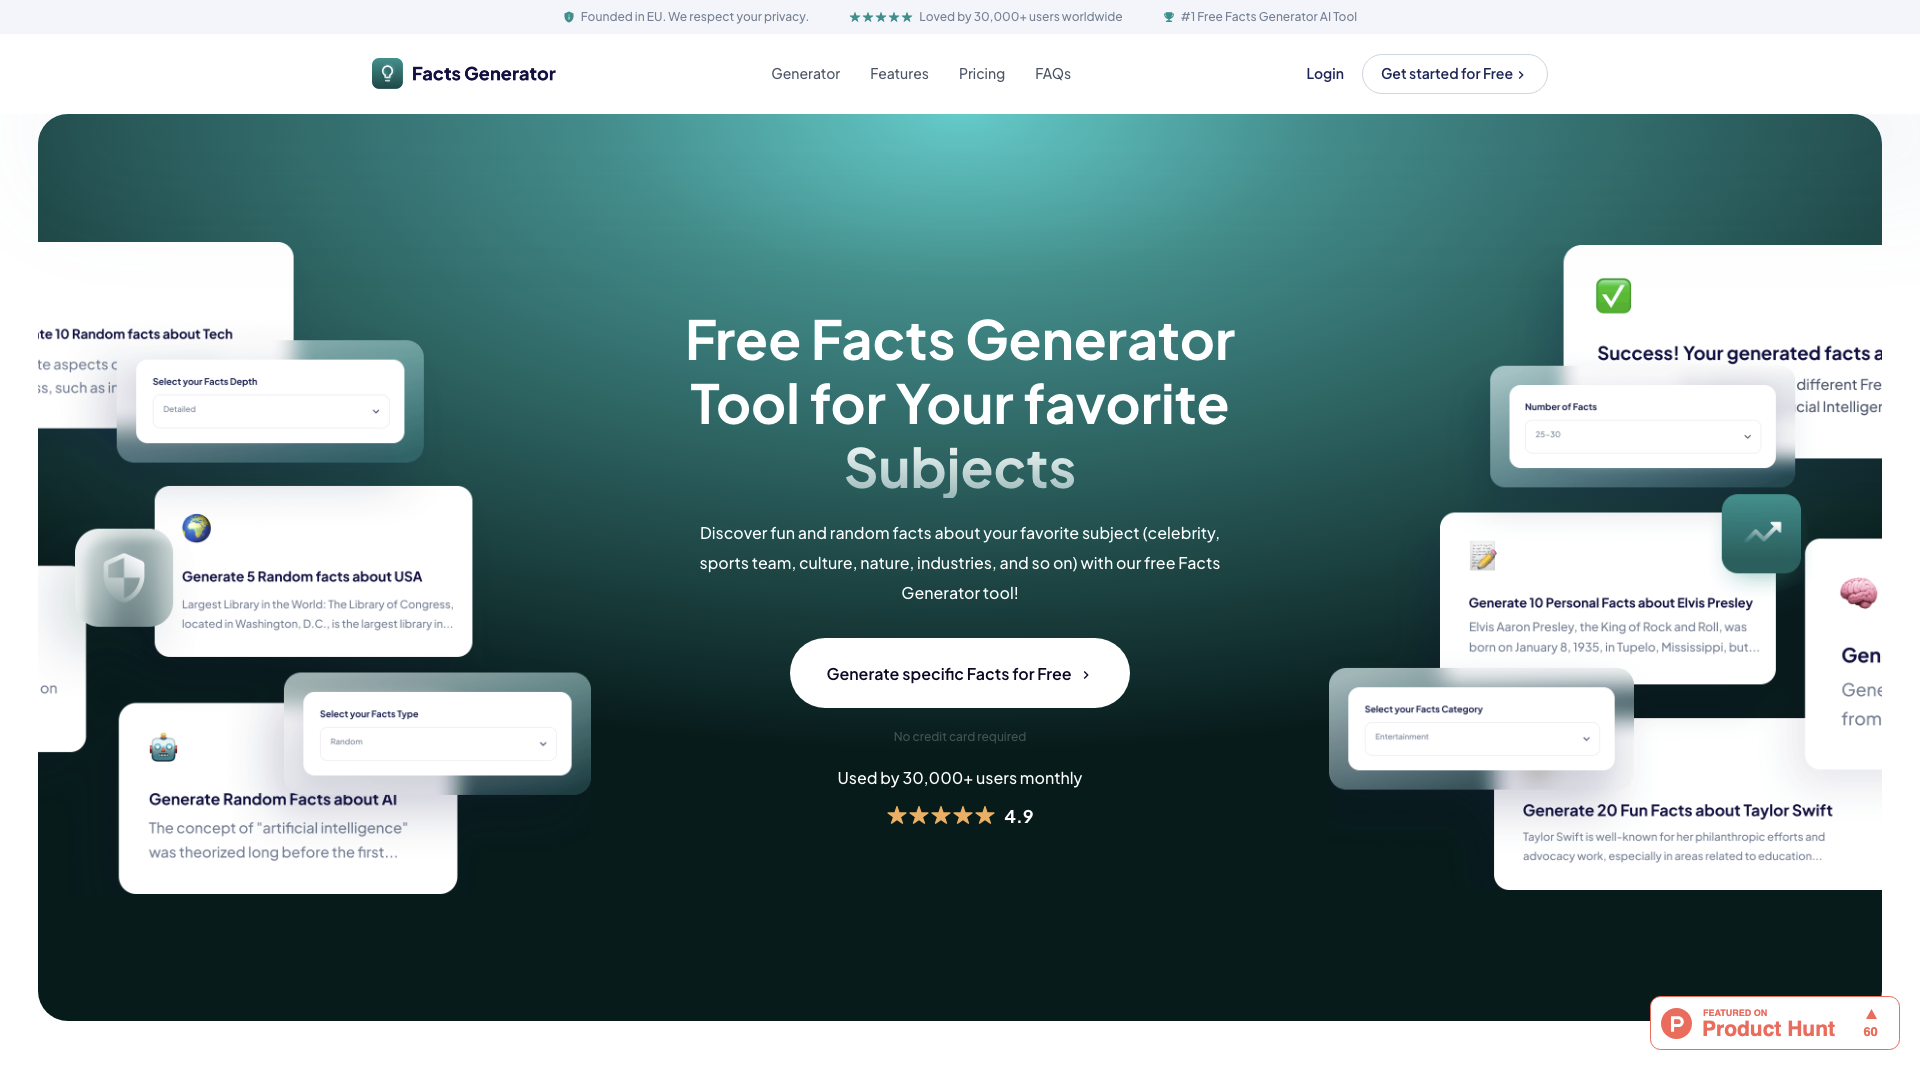 Founded in EU. We respect your privacy.
Loved by 30,000+ users worldwide
#1 Free Facts Generator AI Tool
Facts Generator
Generator
Features
Pricing
FAQs
Login
Get started for Free
Free Facts Generator
Tool for Your favorite
Subjects
Discover fun and random facts about your favorite subject (celebrity,
sports team, culture, nature, industries, and so on) with our free Facts
Generator tool!
Generate specific Facts for Free
No credit card required
Used by 30,000+ users monthly
4.9
te 10 Random facts about Tech
te aspects
ss, such as in
Select your Facts Depth
Detailed
Generate 5 Random facts about USA
Largest Library in the World: The Library of Congress,
located in Washington, D.C., is the largest library in...
on
Select your Facts Type
Random
Generate Random Facts about AI
The concept of "artificial intelligence"
was theorized long before the first...
Success! Your generated facts a
different Fre
cial Intelliger
Number of Facts
25-30
Generate 10 Personal Facts about Elvis Presley
Elvis Aaron Presley, the King of Rock and Roll, was
born on January 8, 1935, in Tupelo, Mississippi, but...
Gen
Gene
from
Select your Facts Category
Entertainment
Generate 20 Fun Facts about Taylor Swift
Taylor Swift is well-known for her philanthropic efforts and
advocacy work, especially in areas related to education...
P
FEATURED ON
Product Hunt
60